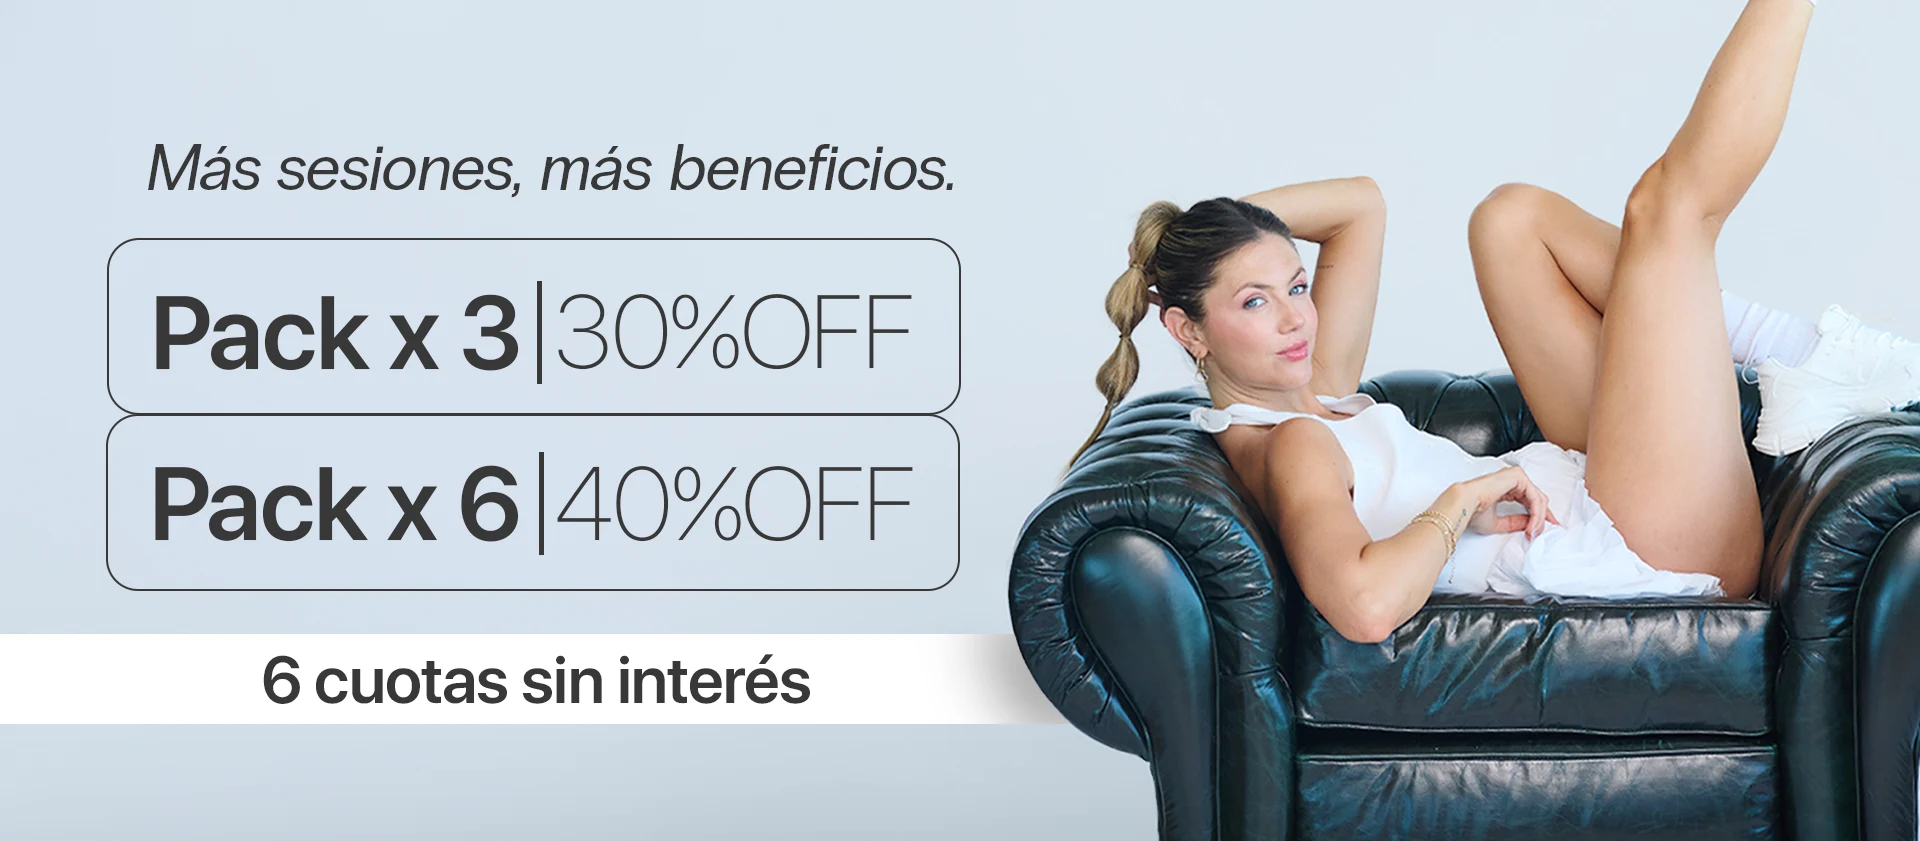 Más sesiones, más beneficios.
Pack x 3|30%OFF
Pack x 6|40%OFF
6 cuotas sin interés